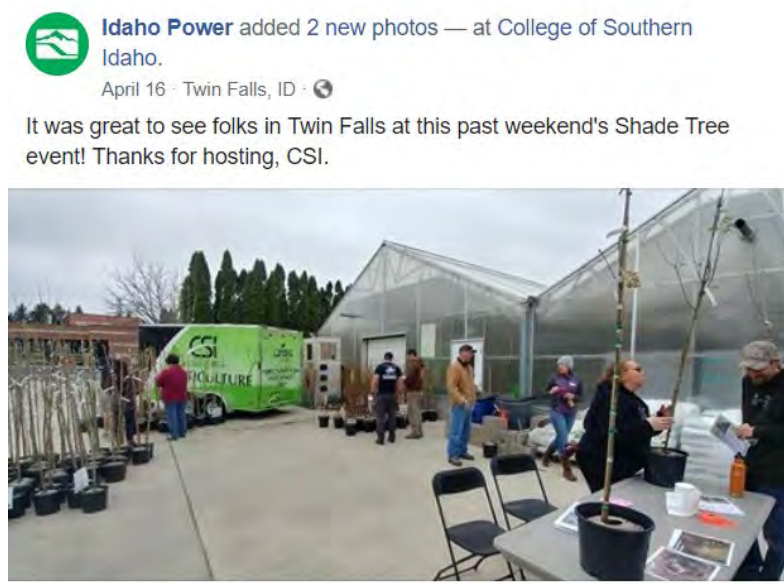 Idaho Power added 2 new photos — at College of Southern
Idaho.
April 16 · Twin Falls, ID ·
It was great to see folks in Twin Falls at this past weekend's Shade Tree
event! Thanks for hosting, CSI.
CSI